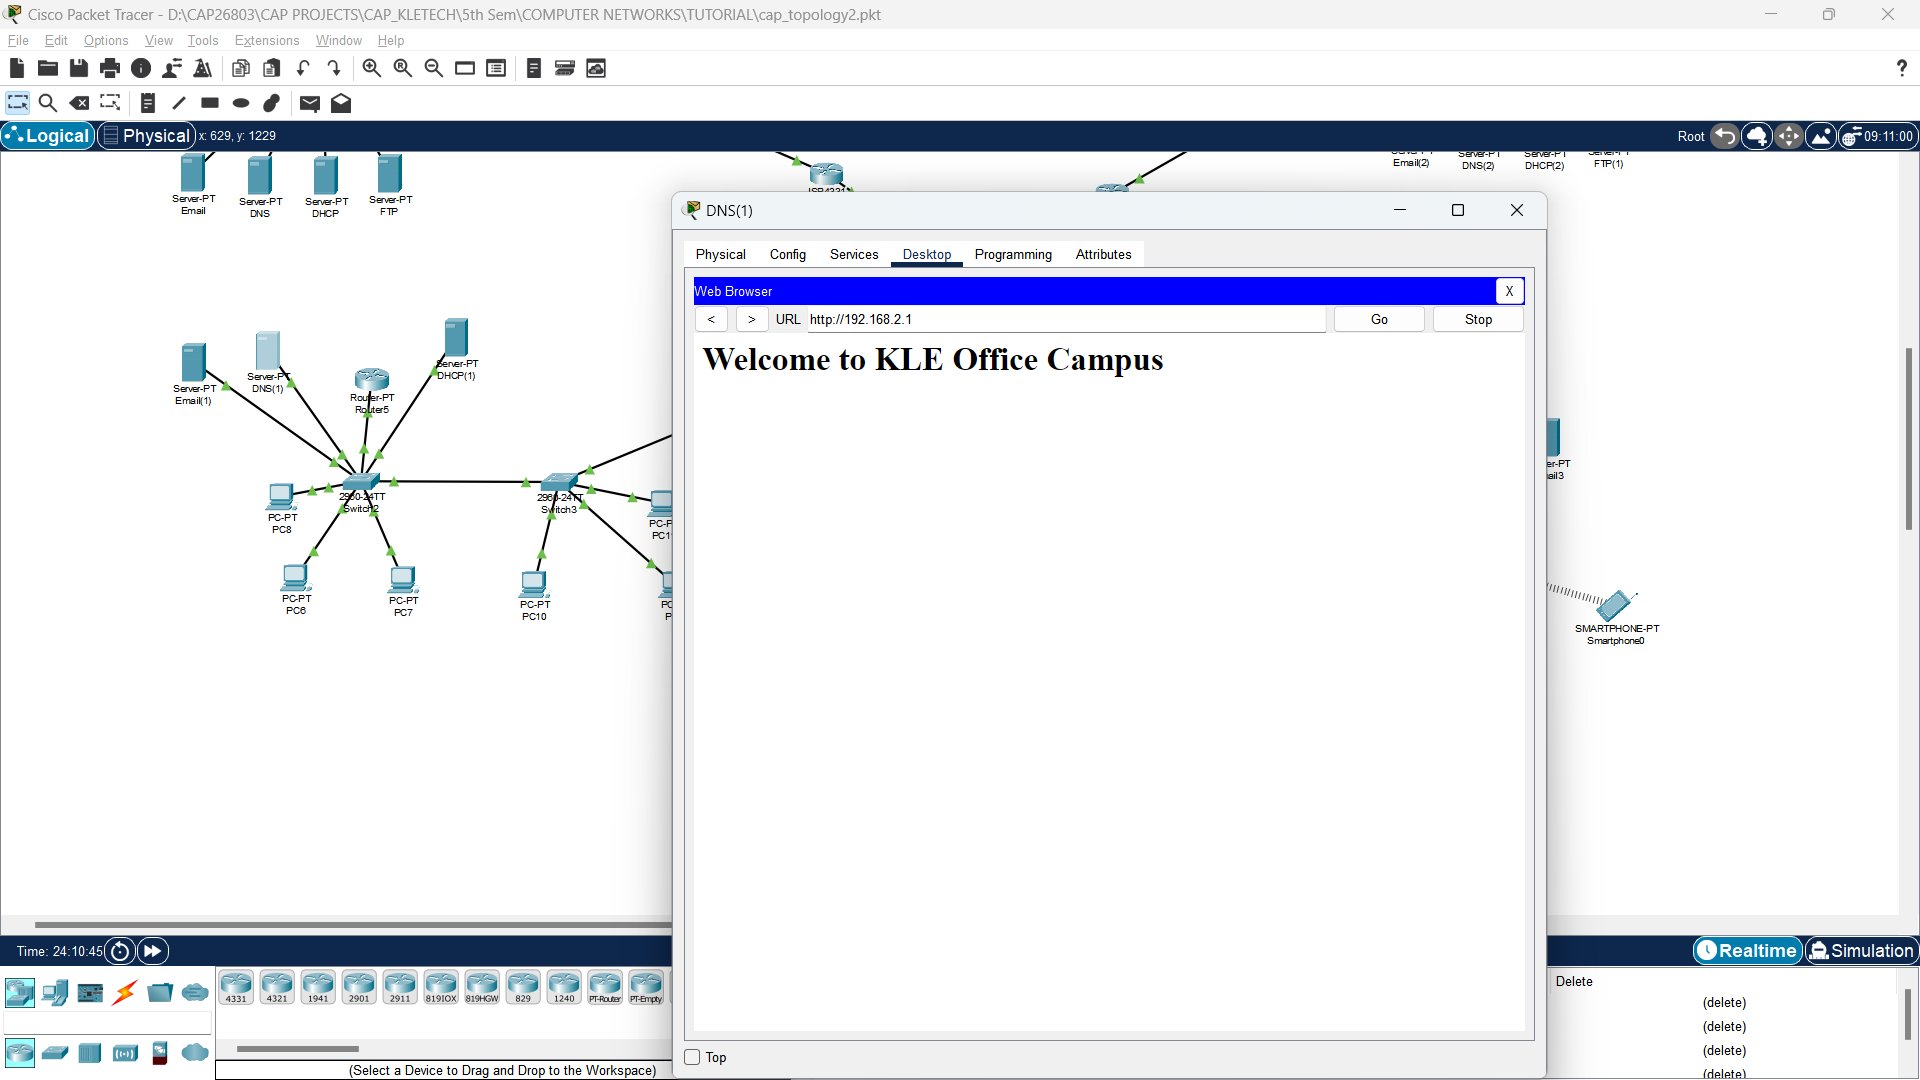 Cisco Packet Tracer - D:\CAP26803\CAP PROJECTS\CAP_KLETECH\5th Sem\COMPUTER NETWORKS\TUTORIAL\cap_topology2.pkt
File Edit Options View Tools Extensions Window Help
Logical Physical x: 629, y: 1229 Root 09:11:00
Server-PT
Email
Server-PT
DNS
Server-PT
DHCP
Server-PT
FTP
Email(2)
Server-PT
DNS(2)
Server-PT
DHCP(2)
FTP(1)
DNS(1)
Physical Config Services Desktop Programming Attributes
Web Browser X
< > URL http://192.168.2.1 Go Stop
Welcome to KLE Office Campus
Server-PT
Email(1)
Server-PT
DNS(1)
Router-PT
Router5
Server-PT
DHCP(1)
2960-24TT
Switch2
2960-24TT
Switch3
PC-PT
PC8
PC-PT
PC6
PC-PT
PC7
PC-PT
PC10
SMARTPHONE-PT
Smartphone0
Top
Time: 24:10:45 Realtime Simulation
4331 4321 1941 2901 2911 819IOX 819HGW 829 1240 PT-Router PT-Empty
(Select a Device to Drag and Drop to the Workspace)
Delete
(delete)
(delete)
(delete)
(delete)